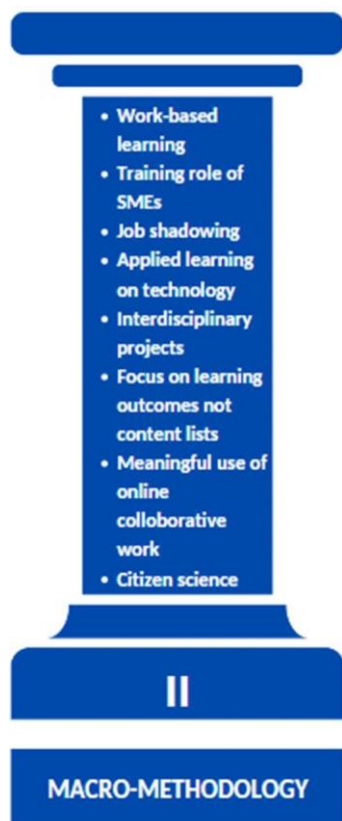 • Work-based
learning
• Training role of
SMEs
• Job shadowing
• Applied learning
on technology
• Interdisciplinary
projects
• Focus on learning
outcomes not
content lists
• Meaningful use of
online
colloborative
work
• Citizen science
II
MACRO-METHODOLOGY